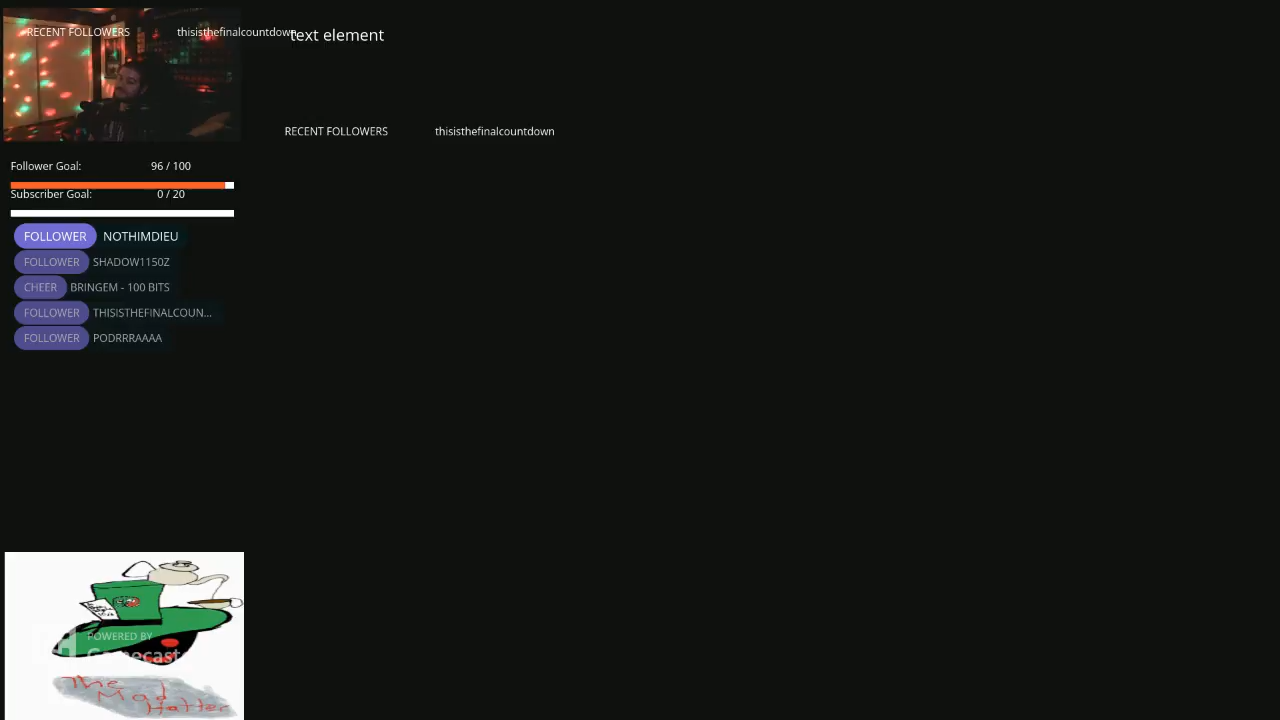 RECENT FOLLOWERS thisisthefinalcountdown
text element
RECENT FOLLOWERS thisisthefinalcountdown
Follower Goal: 96 / 100
Subscriber Goal: 0 / 20
FOLLOWER NOTHIMDIEU
FOLLOWER SHADOW1150Z
CHEER BRINGEM - 100 BITS
FOLLOWER THISISTHEFINALCOUN...
FOLLOWER PODRRRAAAA
POWERED BY
Gamecaster
The
Mad
Hatter